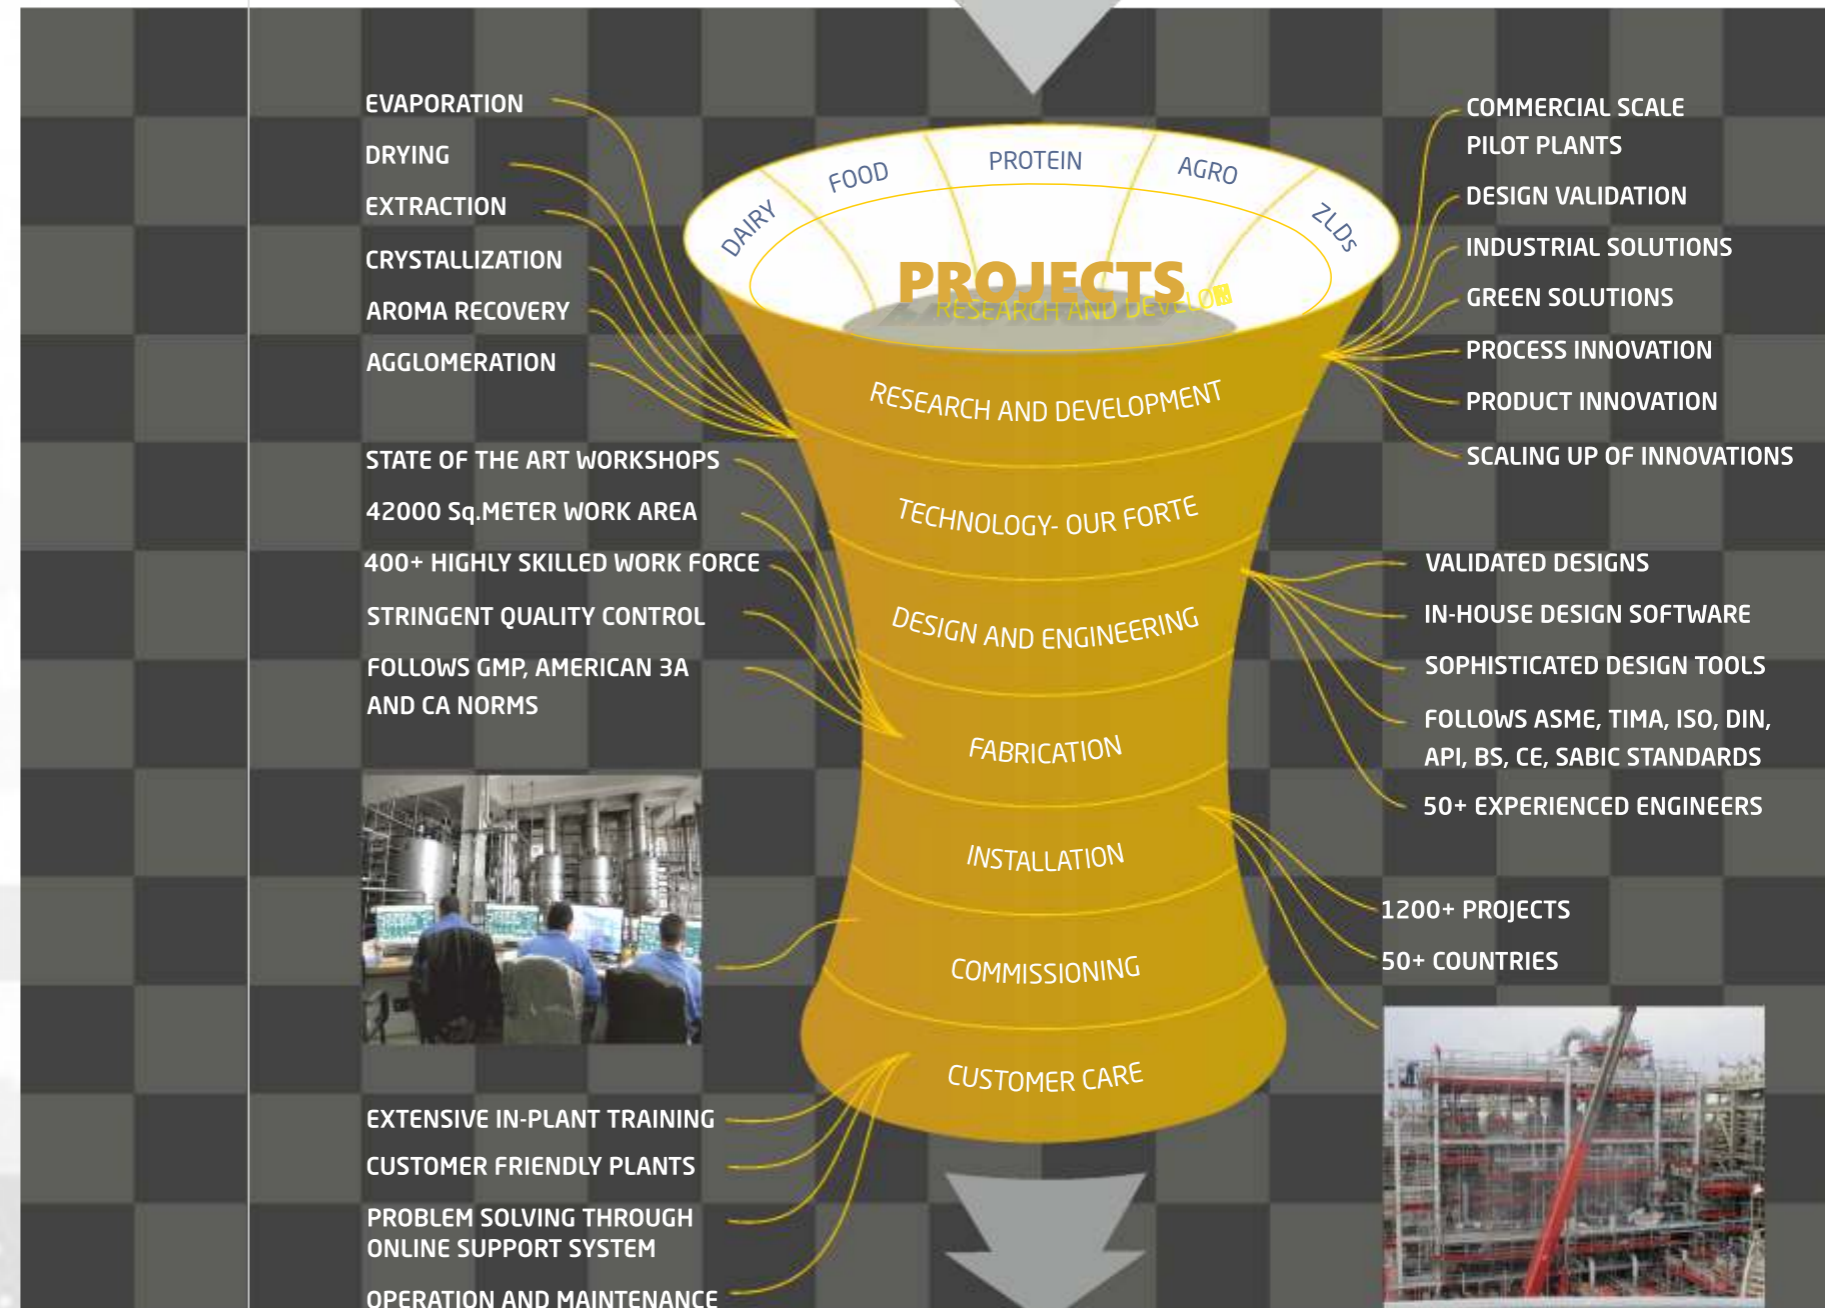 EVAPORATION
DRYING
EXTRACTION
CRYSTALLIZATION
AROMA RECOVERY
AGGLOMERATION
STATE OF THE ART WORKSHOPS
42000 Sq.METER WORK AREA
400+ HIGHLY SKILLED WORK FORCE
STRINGENT QUALITY CONTROL
FOLLOWS GMP, AMERICAN 3A
AND CA NORMS
EXTENSIVE IN-PLANT TRAINING
CUSTOMER FRIENDLY PLANTS
PROBLEM SOLVING THROUGH
ONLINE SUPPORT SYSTEM
OPERATION AND MAINTENANCE
DAIRY
FOOD
PROTEIN
AGRO
ZLDs
PROJECTS
RESEARCH AND DEVELO
RESEARCH AND DEVELOPMENT
TECHNOLOGY- OUR FORTE
DESIGN AND ENGINEERING
FABRICATION
INSTALLATION
COMMISSIONING
CUSTOMER CARE
COMMERCIAL SCALE
PILOT PLANTS
DESIGN VALIDATION
INDUSTRIAL SOLUTIONS
GREEN SOLUTIONS
PROCESS INNOVATION
PRODUCT INNOVATION
SCALING UP OF INNOVATIONS
VALIDATED DESIGNS
IN-HOUSE DESIGN SOFTWARE
SOPHISTICATED DESIGN TOOLS
FOLLOWS ASME, TIMA, ISO, DIN,
API, BS, CE, SABIC STANDARDS
50+ EXPERIENCED ENGINEERS
1200+ PROJECTS
50+ COUNTRIES